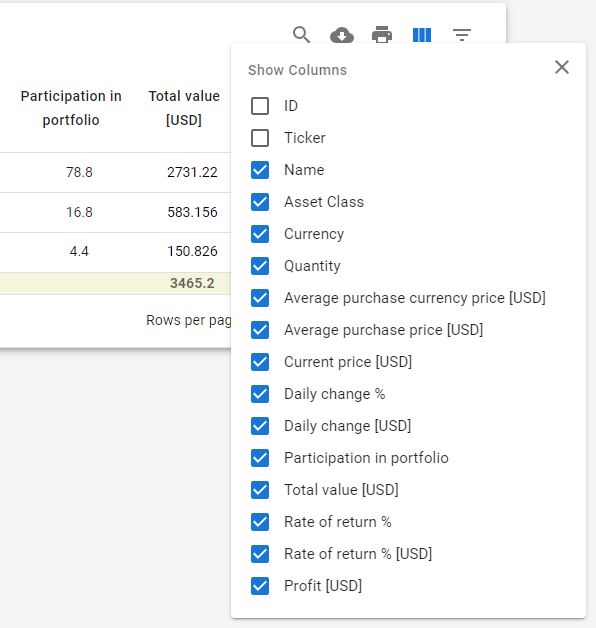 Show Columns
Participation in
portfolio
Total value
[USD]
78.8
2731.22
16.8
583.156
4.4
150.826
3465.2
Rows per pag
ID
Ticker
Name
Asset Class
Currency
Quantity
Average purchase currency price [USD]
Average purchase price [USD]
Current price [USD]
Daily change %
Daily change [USD]
Participation in portfolio
Total value [USD]
Rate of return %
Rate of return % [USD]
Profit [USD]